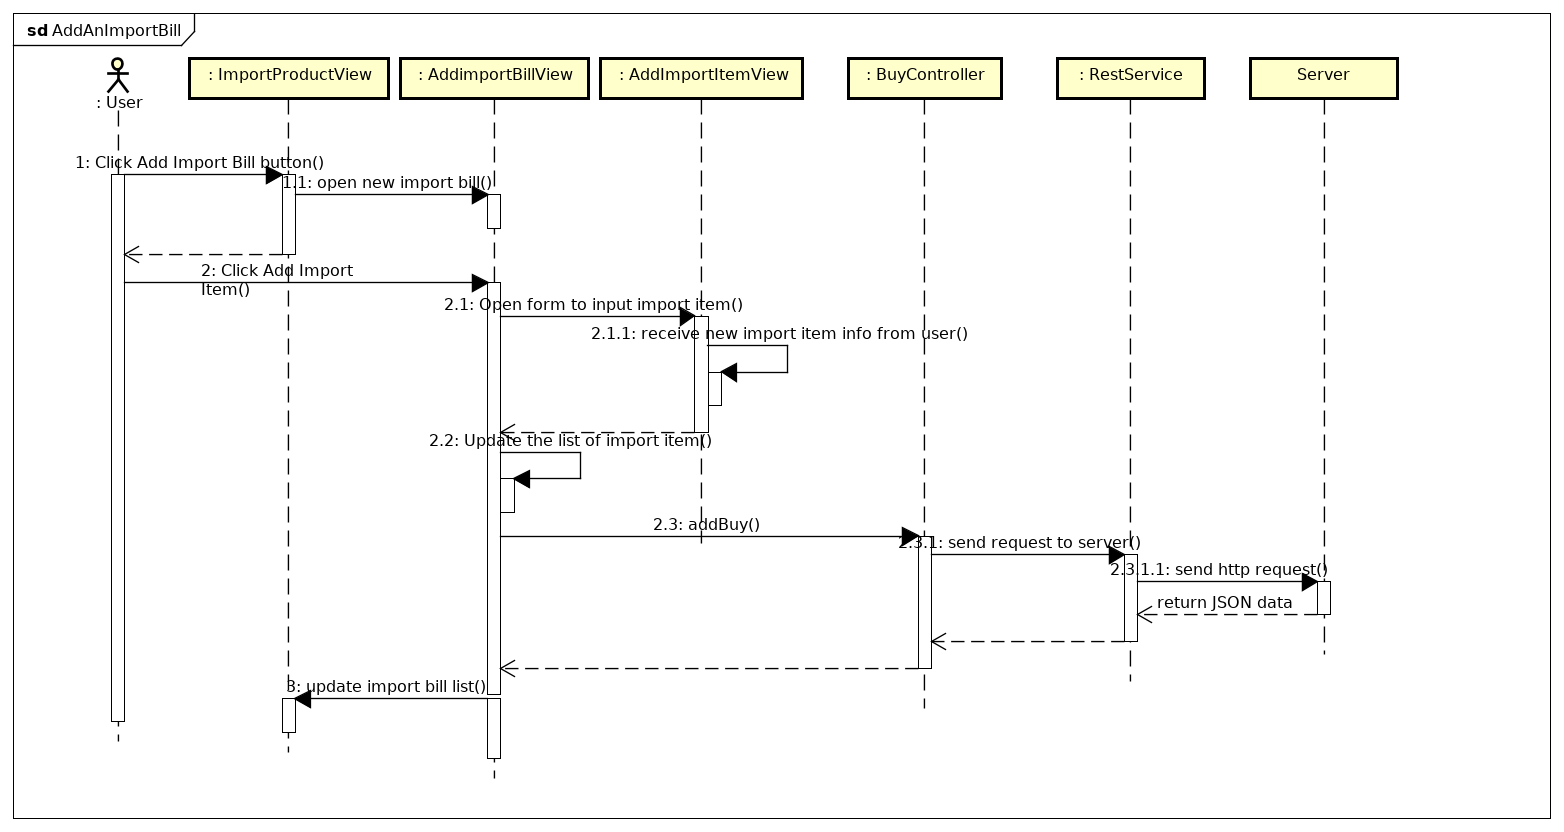 sd AddAnImportBill
: User
: ImportProductView
: AddimportBillView
: AddImportItemView
: BuyController
: RestService
Server
1: Click Add Import Bill button()
1.1: open new import bill()
2: Click Add Import
Item()
2.1: Open form to input import item()
2.1.1: receive new import item info from user()
2.2: Update the list of import item()
2.3: addBuy()
2.3.1: send request to server()
2.3.1.1: send http request()
return JSON data
3: update import bill list()